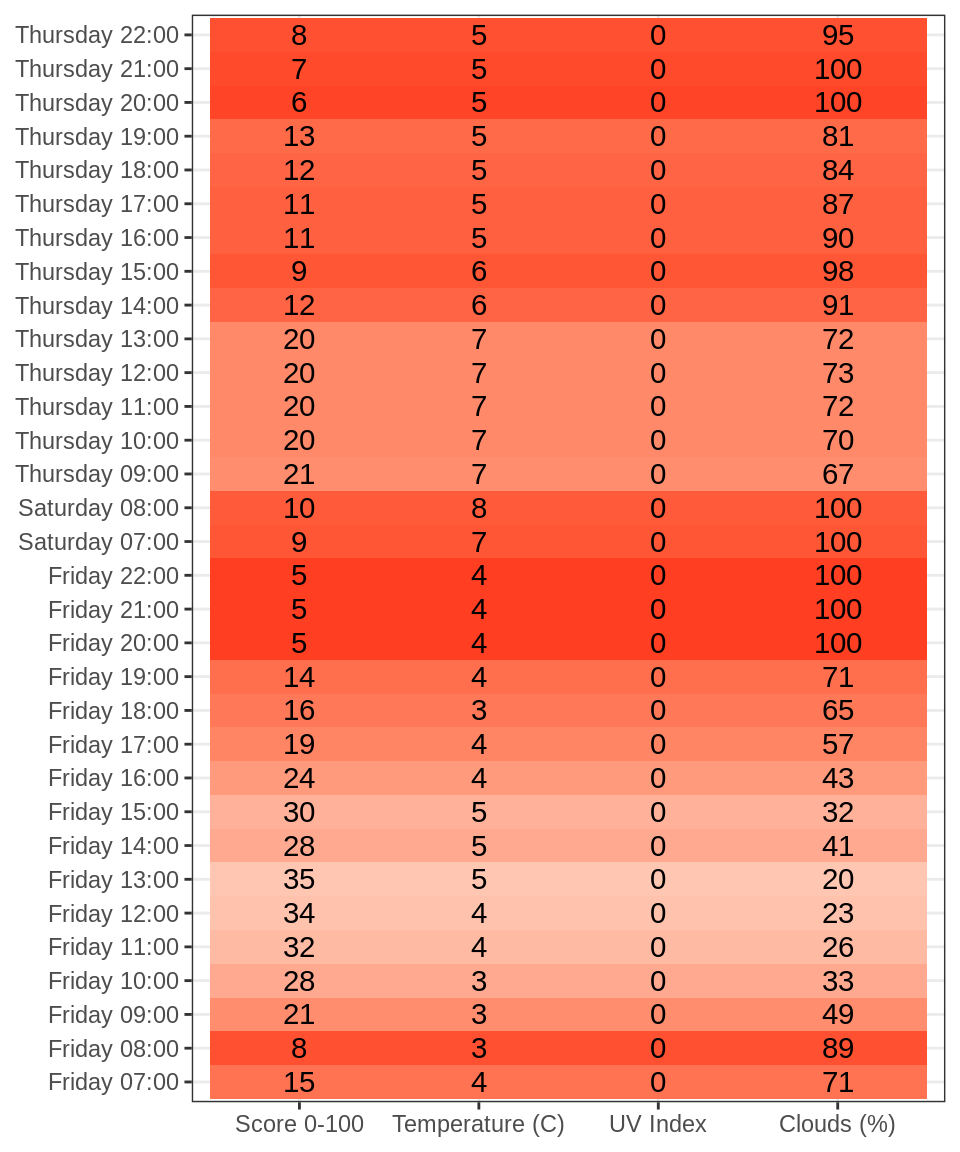 Thursday 22:00 8 5 0 95
Thursday 21:00 7 5 0 100
Thursday 20:00 6 5 0 100
Thursday 19:00 13 5 0 81
Thursday 18:00 12 5 0 84
Thursday 17:00 11 5 0 87
Thursday 16:00 11 5 0 90
Thursday 15:00 9 6 0 98
Thursday 14:00 12 6 0 91
Thursday 13:00 20 7 0 72
Thursday 12:00 20 7 0 73
Thursday 11:00 20 7 0 72
Thursday 10:00 20 7 0 70
Thursday 09:00 21 7 0 67
Saturday 08:00 10 8 0 100
Saturday 07:00 9 7 0 100
Friday 22:00 5 4 0 100
Friday 21:00 5 4 0 100
Friday 20:00 5 4 0 100
Friday 19:00 14 4 0 71
Friday 18:00 16 3 0 65
Friday 17:00 19 4 0 57
Friday 16:00 24 4 0 43
Friday 15:00 30 5 0 32
Friday 14:00 28 5 0 41
Friday 13:00 35 5 0 20
Friday 12:00 34 4 0 23
Friday 11:00 32 4 0 26
Friday 10:00 28 3 0 33
Friday 09:00 21 3 0 49
Friday 08:00 8 3 0 89
Friday 07:00 15 4 0 71
Score 0-100 Temperature (C) UV Index Clouds (%)